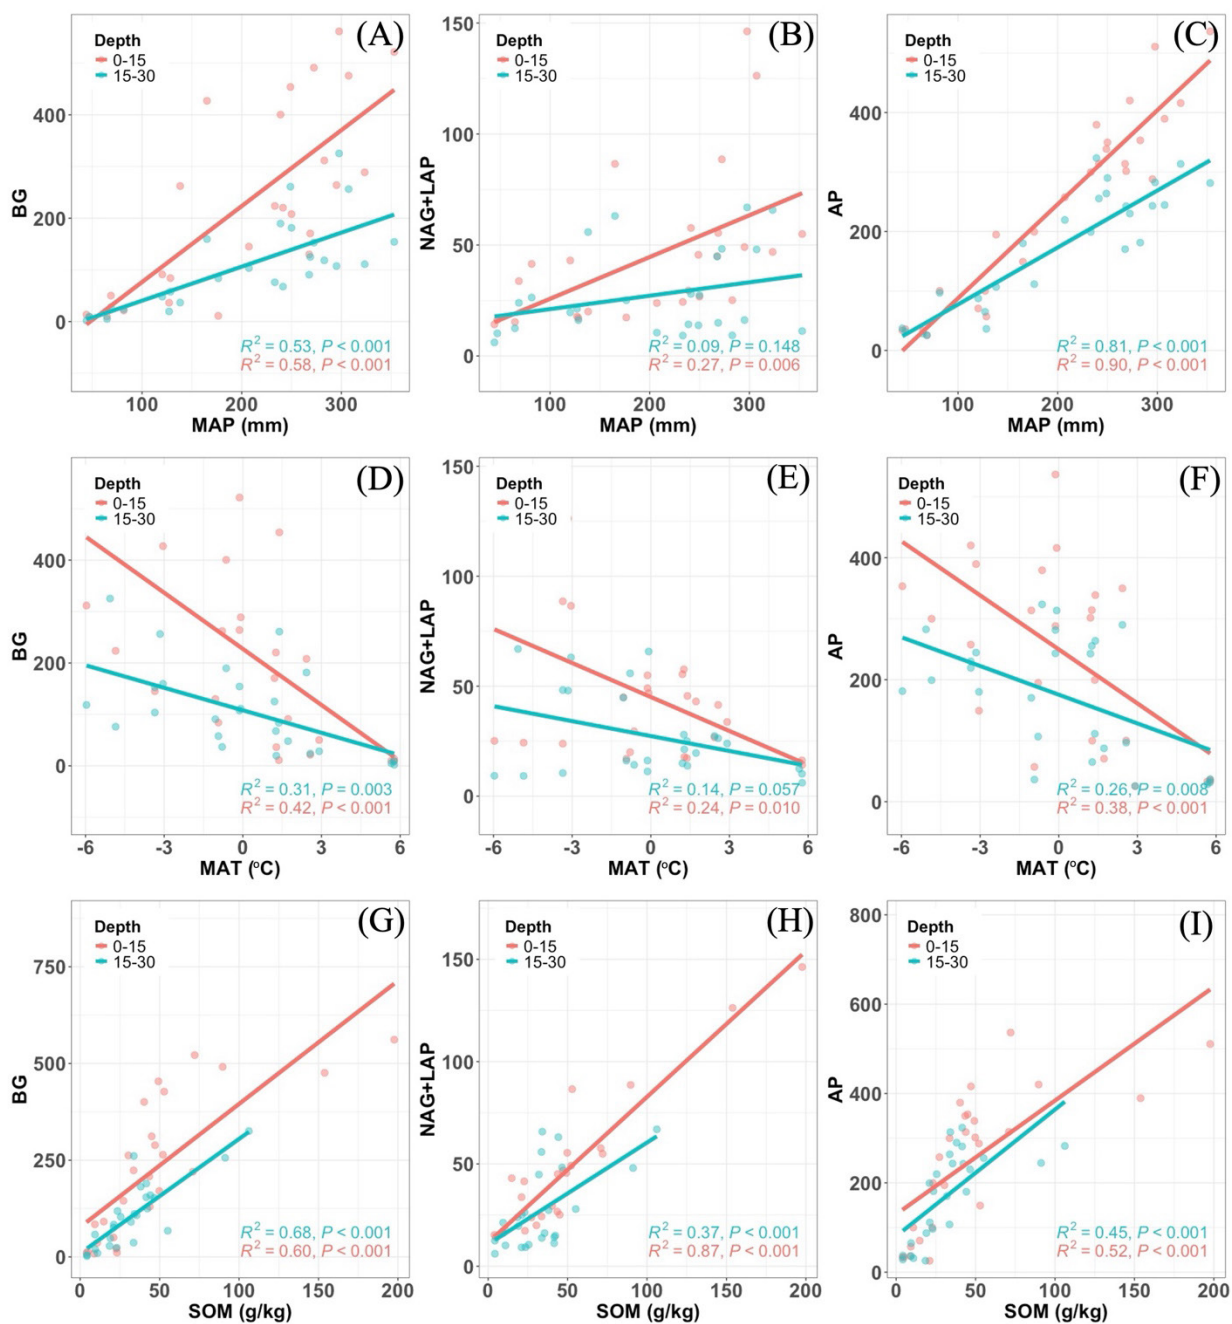 (A)
Depth
0-15
15-30
400
200
0
BG
R² = 0.53, P < 0.001
R² = 0.58, P < 0.001
100 200 300
MAP (mm)
(B)
Depth
0-15
15-30
150
100
50
0
NAG+LAP
R² = 0.09, P = 0.148
R² = 0.27, P = 0.006
100 200 300
MAP (mm)
(C)
Depth
0-15
15-30
400
200
0
AP
R² = 0.81, P < 0.001
R² = 0.90, P < 0.001
100 200 300
MAP (mm)
(D)
Depth
0-15
15-30
400
200
0
BG
R² = 0.31, P = 0.003
R² = 0.42, P < 0.001
-6 -3 0 3 6
MAT (°C)
(E)
Depth
0-15
15-30
150
100
50
0
NAG+LAP
R² = 0.14, P = 0.057
R² = 0.24, P = 0.010
-6 -3 0 3 6
MAT (°C)
(F)
Depth
0-15
15-30
400
200
0
AP
R² = 0.26, P = 0.008
R² = 0.38, P < 0.001
-6 -3 0 3 6
MAT (°C)
(G)
Depth
0-15
15-30
750
500
250
0
BG
R² = 0.68, P < 0.001
R² = 0.60, P < 0.001
0 50 100 150 200
SOM (g/kg)
(H)
Depth
0-15
15-30
150
100
50
0
NAG+LAP
R² = 0.37, P < 0.001
R² = 0.87, P < 0.001
0 50 100 150 200
SOM (g/kg)
(I)
Depth
0-15
15-30
800
600
400
200
0
AP
R² = 0.45, P < 0.001
R² = 0.52, P < 0.001
0 50 100 150 200
SOM (g/kg)